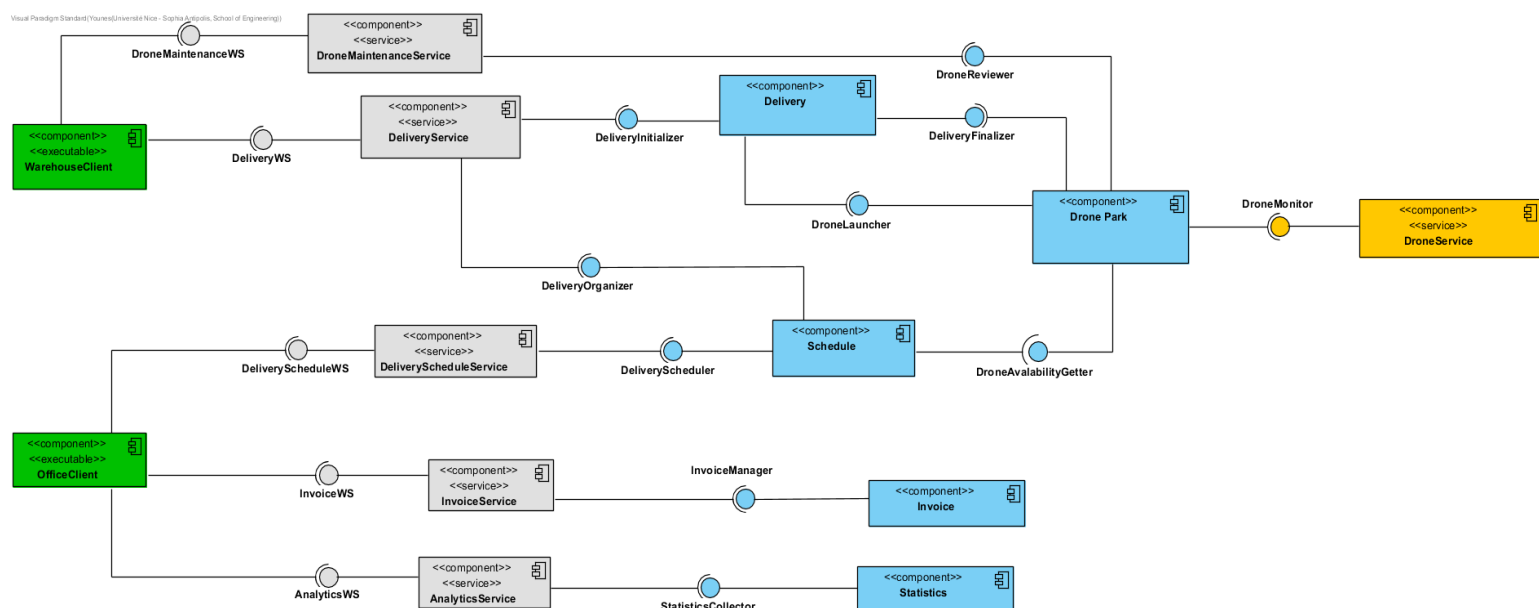 Visual Paradigm Standard(Younes(Université Nice - Sophia Antipolis, School of Engineering))
<<component>>
<<service>>
DroneMaintenanceService
DroneMaintenanceWS
DroneReviewer
<<component>>
Delivery
<<component>>
<<service>>
DeliveryService
<<component>>
<<executable>>
WarehouseClient
DeliveryWS
DeliveryInitializer
DeliveryFinalizer
<<component>>
Drone Park
DroneMonitor
<<component>>
<<service>>
DroneService
DroneLauncher
DeliveryOrganizer
<<component>>
<<service>>
DeliveryScheduleService
<<component>>
Schedule
DeliveryScheduleWS
DeliveryScheduler
DroneAvalabilityGetter
<<component>>
<<executable>>
OfficeClient
<<component>>
<<service>>
InvoiceService
InvoiceManager
InvoiceWS
<<component>>
Invoice
<<component>>
<<service>>
AnalyticsService
<<component>>
Statistics
AnalyticsWS
StatisticsCollector